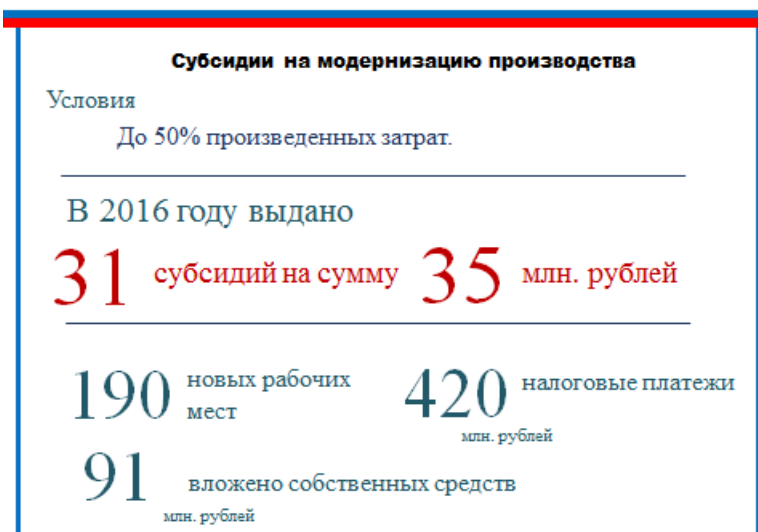 Субсидии на модернизацию производства
Условия
До 50% произведенных затрат.
В 2016 году выдано
31 субсидий на сумму 35 млн. рублей
190 новых рабочих мест
420 налоговые платежи
млн. рублей
91 вложено собственных средств
млн. рублей